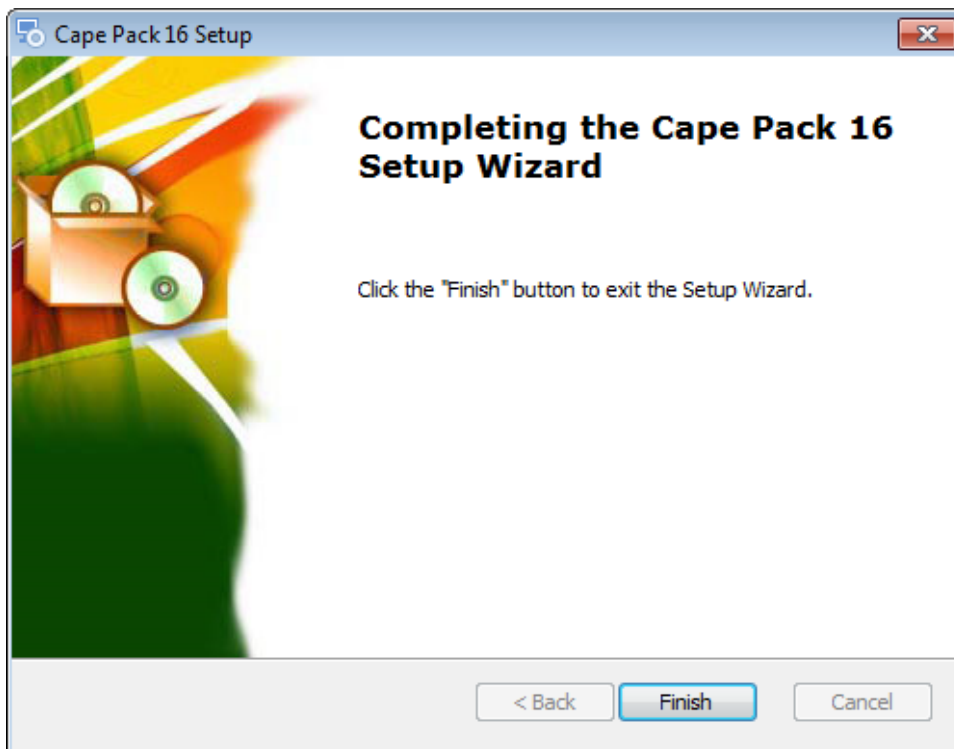 Cape Pack 16 Setup
Completing the Cape Pack 16
Setup Wizard
Click the "Finish" button to exit the Setup Wizard.
< Back Finish Cancel